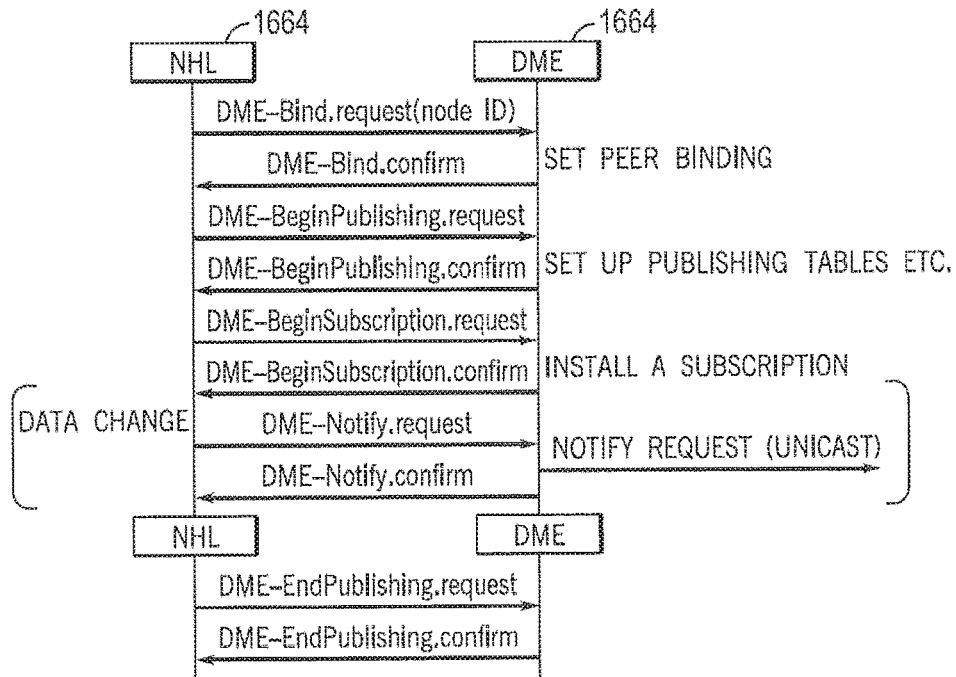 1664
1664
NHL
DME
DME-Bind.request(node ID)
DME-Bind.confirm
SET PEER BINDING
DME-BeginPublishing.request
DME-BeginPublishing.confirm
SET UP PUBLISHING TABLES ETC.
DME-BeginSubscription.request
DME-BeginSubscription.confirm
INSTALL A SUBSCRIPTION
DATA CHANGE
DME-Notify.request
NOTIFY REQUEST (UNICAST)
DME-Notify.confirm
NHL
DME
DME-EndPublishing.request
DME-EndPublishing.confirm